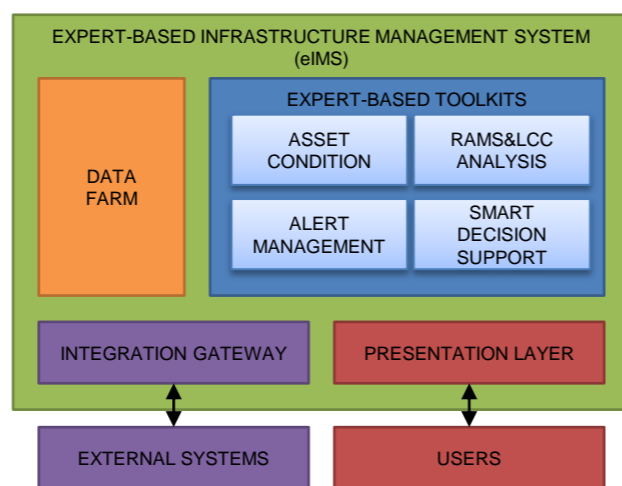 EXPERT-BASED INFRASTRUCTURE MANAGEMENT SYSTEM
(eIMS)
DATA
FARM
EXPERT-BASED TOOLKITS
ASSET
CONDITION
RAMS&LCC
ANALYSIS
ALERT
MANAGEMENT
SMART
DECISION
SUPPORT
INTEGRATION GATEWAY
PRESENTATION LAYER
EXTERNAL SYSTEMS
USERS